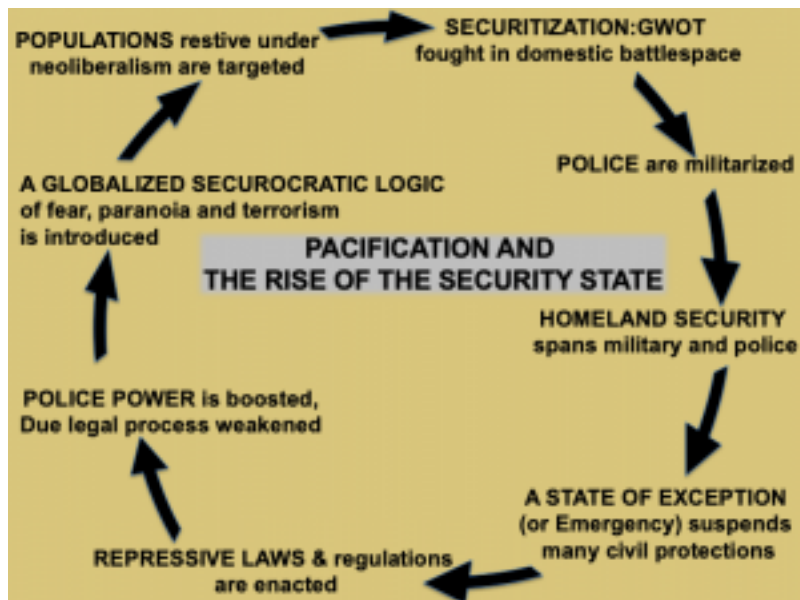 POPULATIONS restive under
neoliberalism are targeted
SECURITIZATION:GWOT
fought in domestic battlespace
POLICE are militarized
A GLOBALIZED SECUROCRATIC LOGIC
of fear, paranoia and terrorism
is introduced
PACIFICATION AND
THE RISE OF THE SECURITY STATE
HOMELAND SECURITY
spans military and police
POLICE POWER is boosted,
Due legal process weakened
A STATE OF EXCEPTION
(or Emergency) suspends
many civil protections
REPRESSIVE LAWS & regulations
are enacted